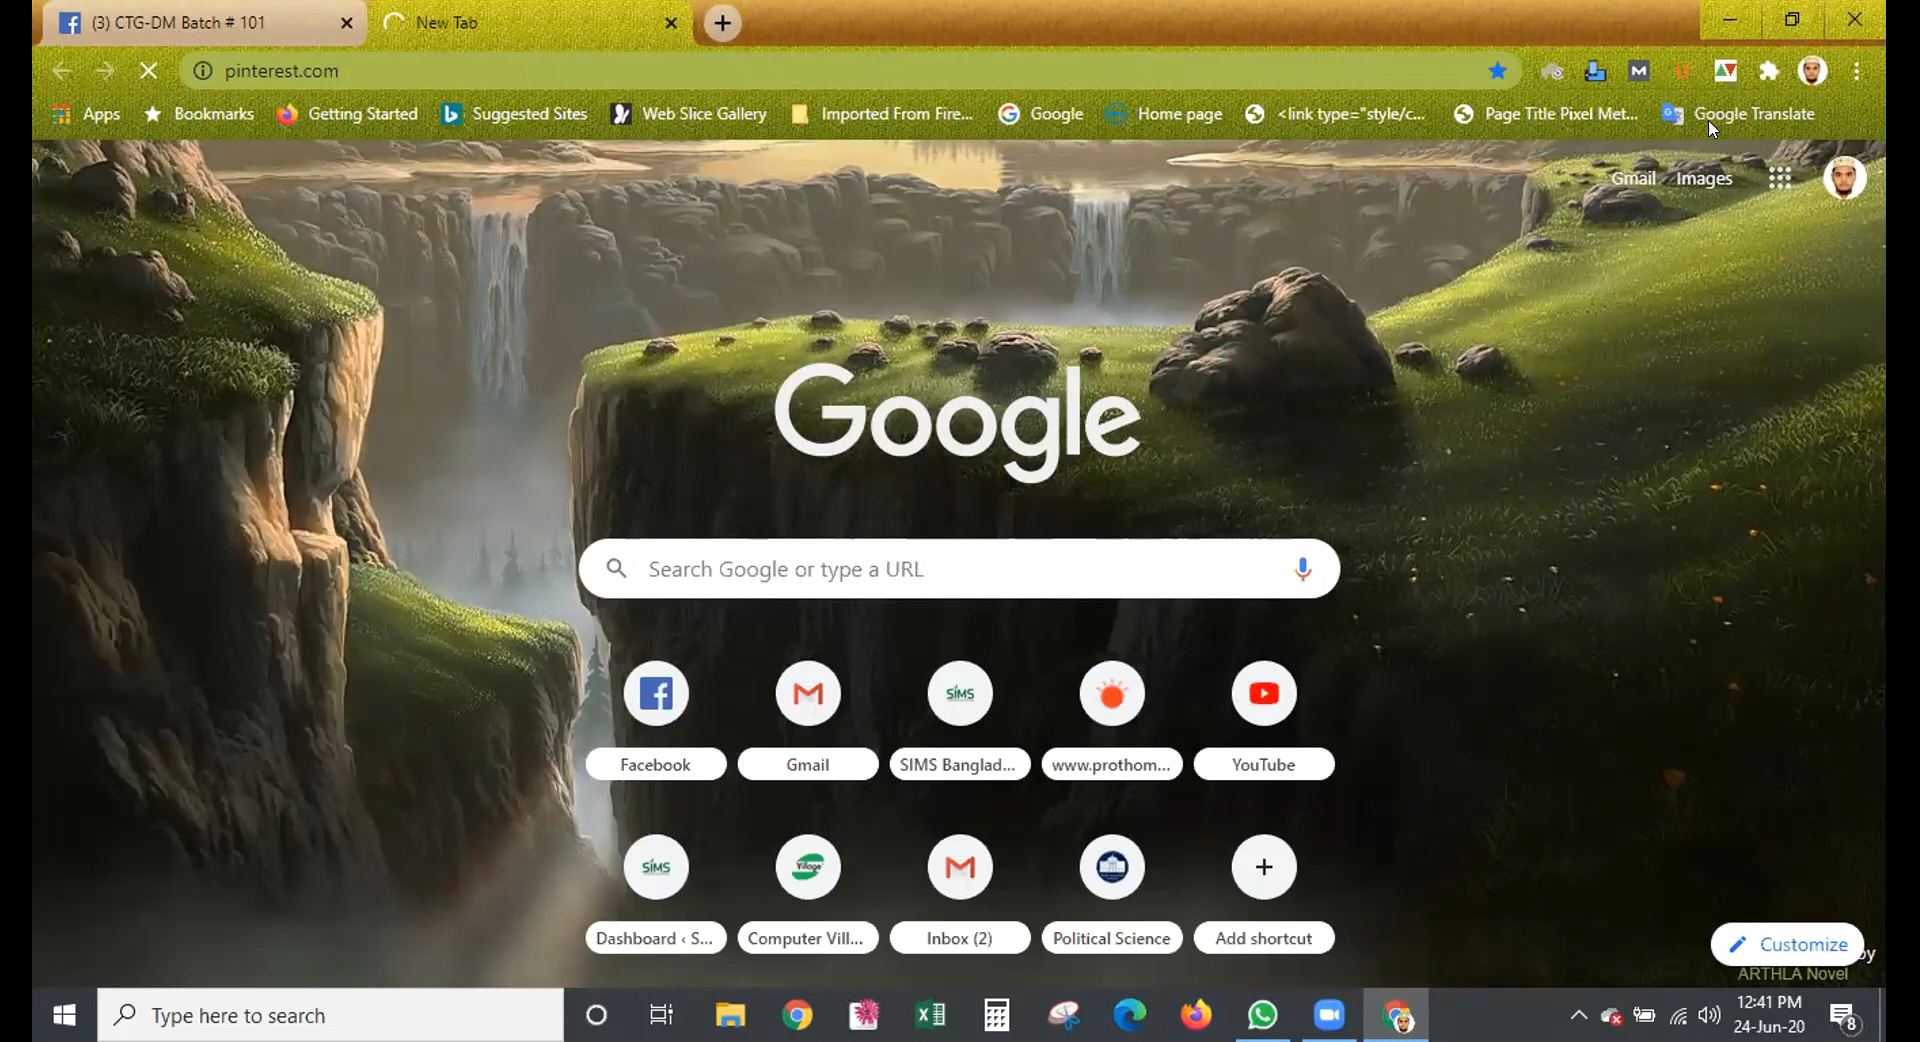 (3) CTG-DM Batch # 101
New Tab
pinterest.com
Apps Bookmarks Getting Started Suggested Sites Web Slice Gallery Imported From Fire... Google Home page <link type="style/c... Page Title Pixel Met... Google Translate
Gmail Images
Google
Search Google or type a URL
Facebook Gmail SIMS Banglad... www.prothom... YouTube
Dashboard ‹ S... Computer Vill... Inbox (2) Political Science Add shortcut
Customize by
ARTHLA Novel
Type here to search
12:41 PM
24-Jun-20
8